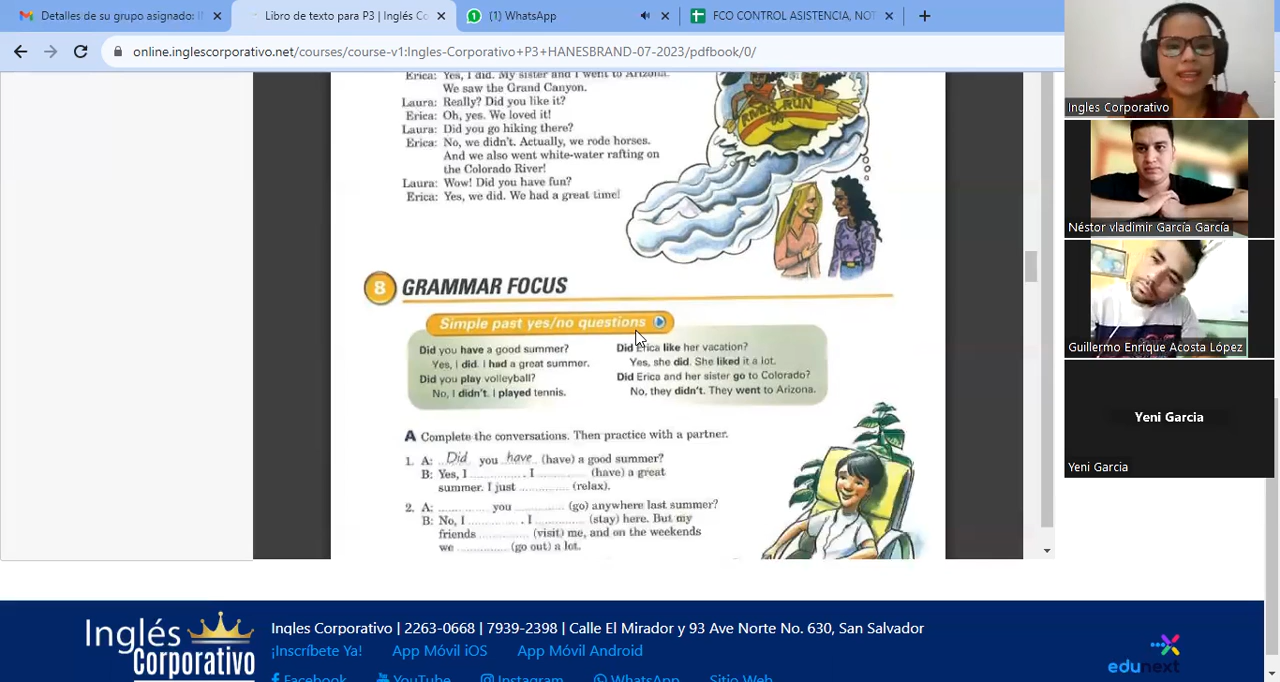 Detalles de su grupo asignado: I
Libro de texto para P3 | Inglés Co
(1) WhatsApp
FCO CONTROL ASISTENCIA, NOT
online.inglescorporativo.net/courses/course-v1:Ingles-Corporativo+P3+HANESBRAND-07-2023/pdfbook/0/
Erica: Yes, I did. My sister and I went to Arizona.
We saw the Grand Canyon.
Laura: Really? Did you like it?
Erica: Oh, yes. We loved it!
Laura: Did you go hiking there?
Erica: No, we didn't. Actually, we rode horses.
And we also went white-water rafting on
the Colorado River!
Laura: Wow! Did you have fun?
Erica: Yes, we did. We had a great time!
RIVER RUN
8 GRAMMAR FOCUS
Simple past yes/no questions
Did you have a good summer?
Yes, I did. I had a great summer.
Did you play volleyball?
No, I didn't. I played tennis.
Did Erica like her vacation?
Yes, she did. She liked it a lot.
Did Erica and her sister go to Colorado?
No, they didn't. They went to Arizona.
A Complete the conversations. Then practice with a partner.
1. A: Did you have (have) a good summer?
B: Yes, I ............ . I ............ (have) a great
summer. I just ............ (relax).
2. A: ............ you ............ (go) anywhere last summer?
B: No, I ............ . I ............ (stay) here. But my
friends ............ (visit) me, and on the weekends
we ............ (go out) a lot.
Ingles Corporativo
Néstor vladimir García García
Guillermo Enrique Acosta López
Yeni Garcia
Yeni Garcia
Inglés
Corporativo
Ingles Corporativo | 2263-0668 | 7939-2398 | Calle El Mirador y 93 Ave Norte No. 630, San Salvador
¡Inscríbete Ya! App Móvil iOS App Móvil Android
Facebook YouTube Instagram WhatsApp Sitio Web
edunext